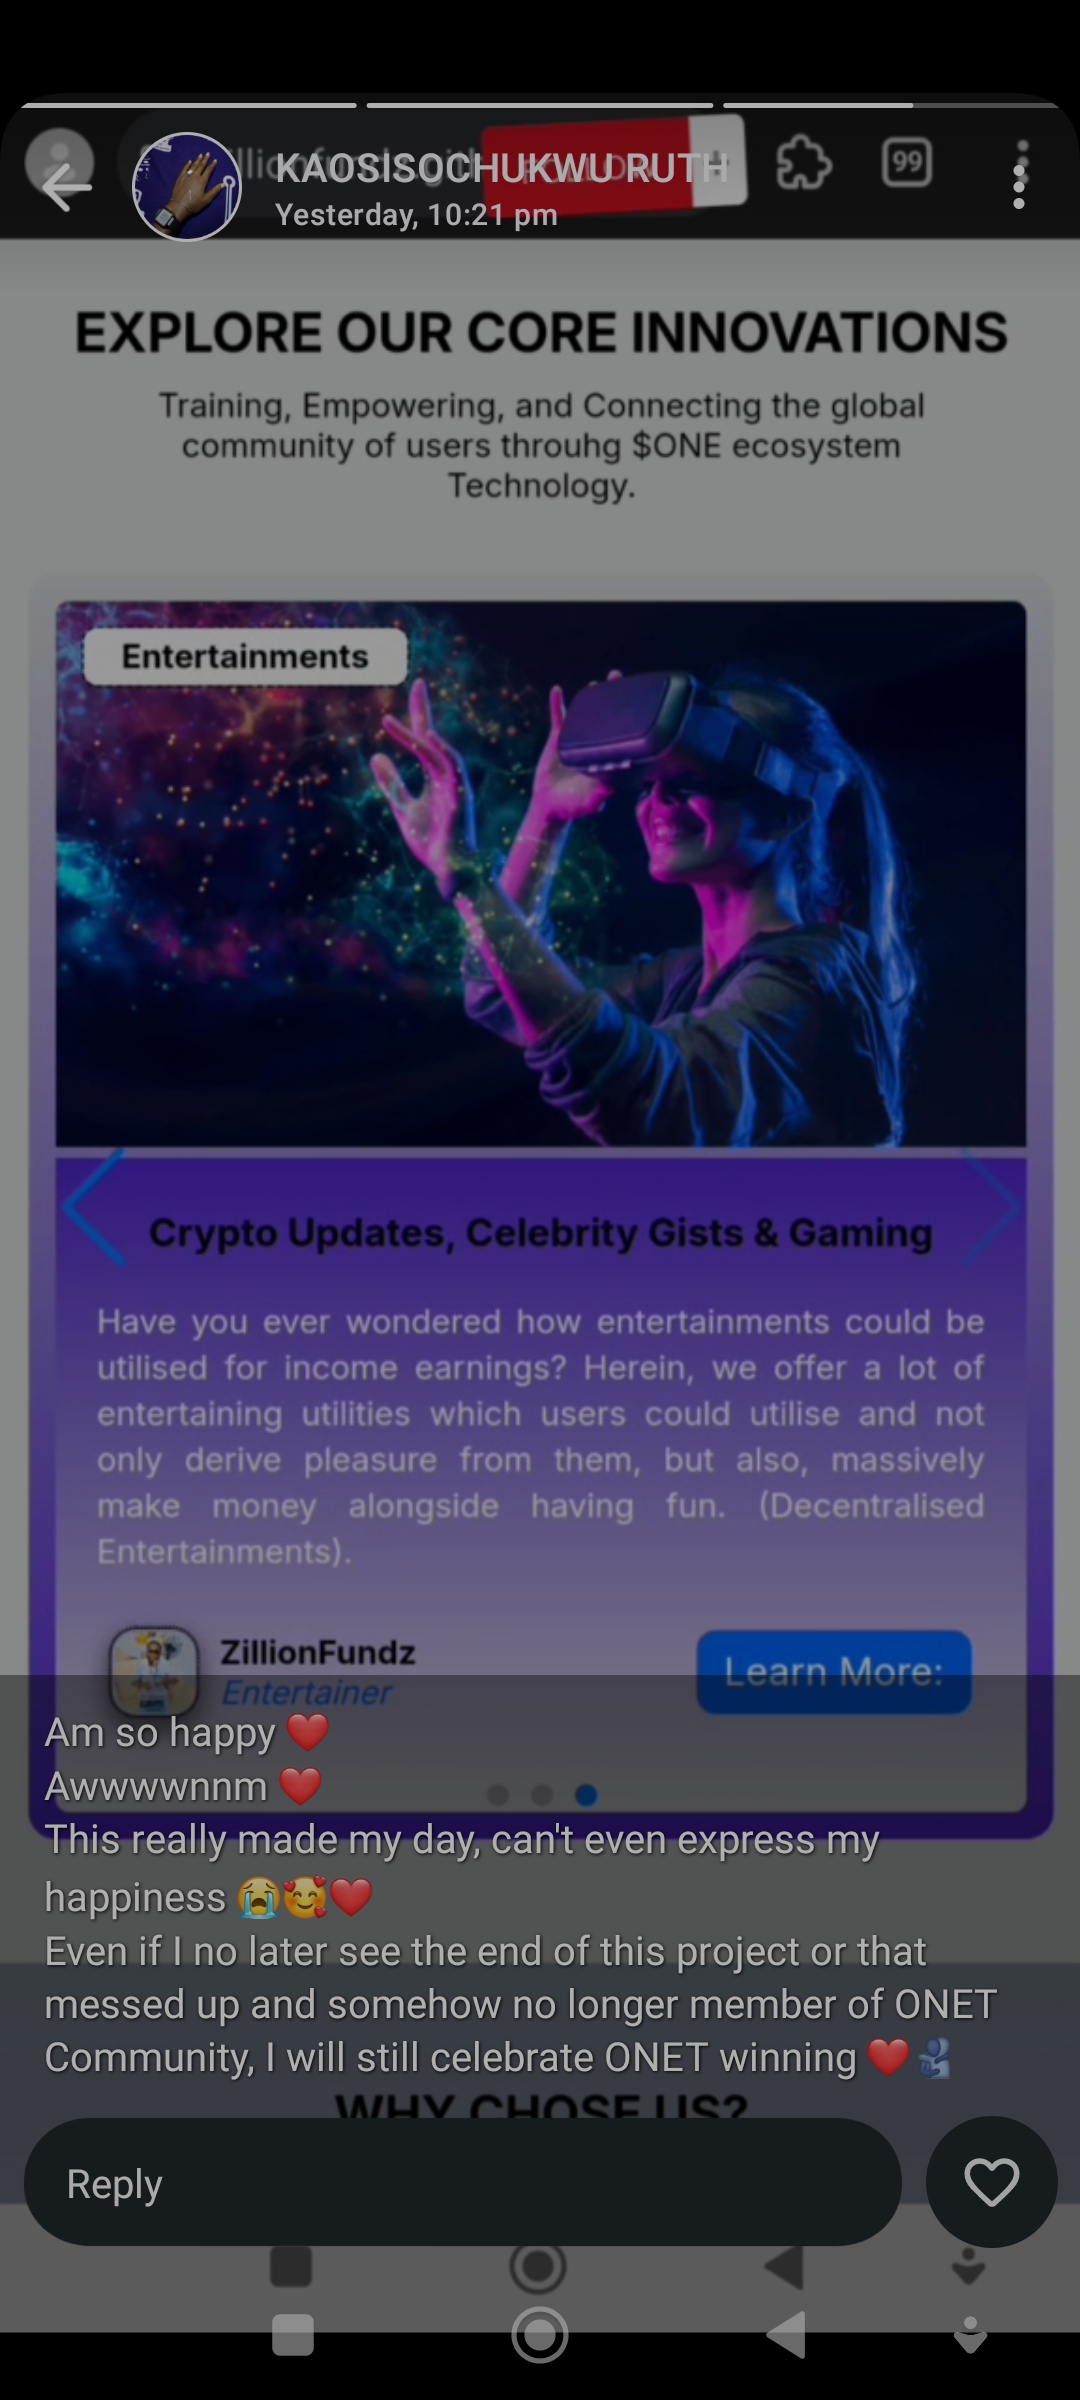 KAOSISOCHUKWU RUTH
Yesterday, 10:21 pm
99
EXPLORE OUR CORE INNOVATIONS
Training, Empowering, and Connecting the global
community of users throuhg $ONE ecosystem
Technology.
Entertainments
Crypto Updates, Celebrity Gists & Gaming
Have you ever wondered how entertainments could be
utilised for income earnings? Herein, we offer a lot of
entertaining utilities which users could utilise and not
only derive pleasure from them, but also, massively
make money alongside having fun. (Decentralised
Entertainments).
ZillionFundz
Entertainer
Learn More:
Am so happy ❤️
Awwwwnnm ❤️
This really made my day, can't even express my
happiness 😭🥰❤️
Even if I no later see the end of this project or that
messed up and somehow no longer member of ONET
Community, I will still celebrate ONET winning ❤️🫂
WHY CHOSE US?
Reply